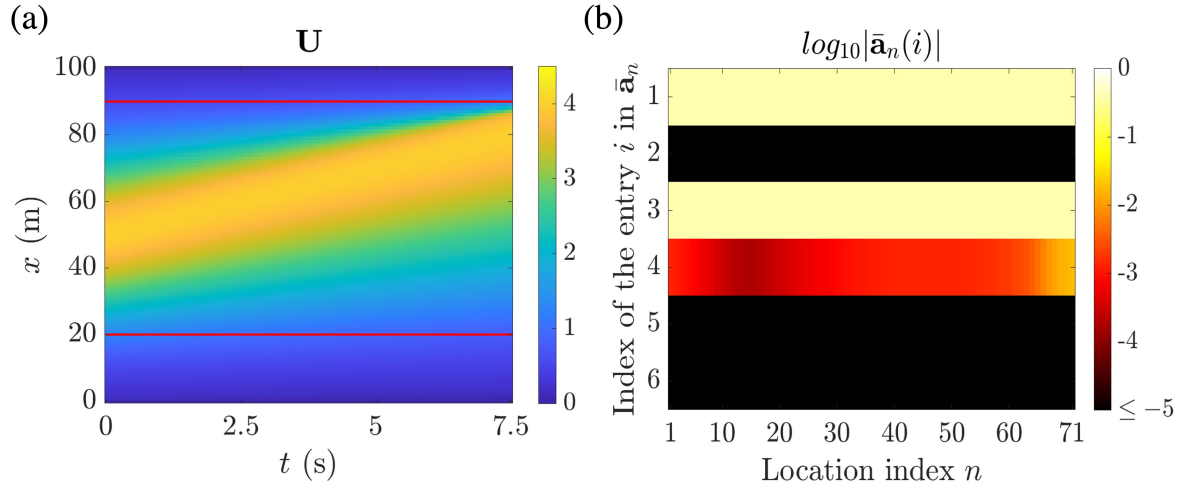 (a)
U
100
80
60
40
20
0
x (m)
0 2.5 5 7.5
t (s)
4
3
2
1
0
(b)
log10|ā_n(i)|
Index of the entry i in ā_n
1
2
3
4
5
6
1 10 20 30 40 50 60 71
Location index n
0
-1
-2
-3
-4
≤ −5